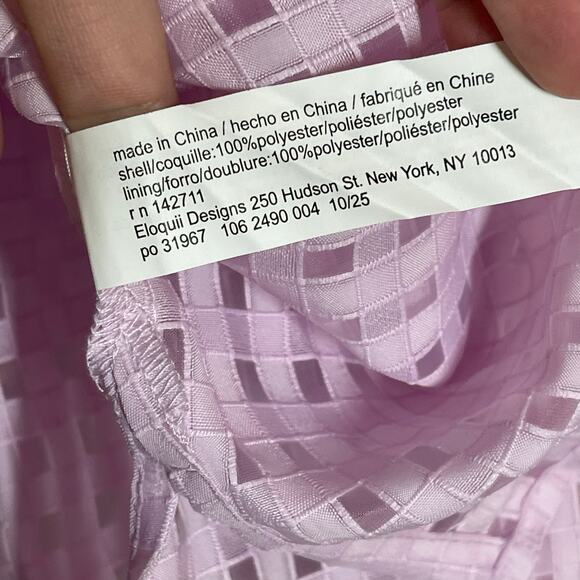 made in China / hecho en China / fabriqué en Chine
shell/coquille:100%polyester/poliéster/polyester
lining/forro/doublure:100%polyester/poliéster/polyester
r n 142711
Eloquii Designs 250 Hudson St. New York, NY 10013
po 31967 106 2490 004 10/25